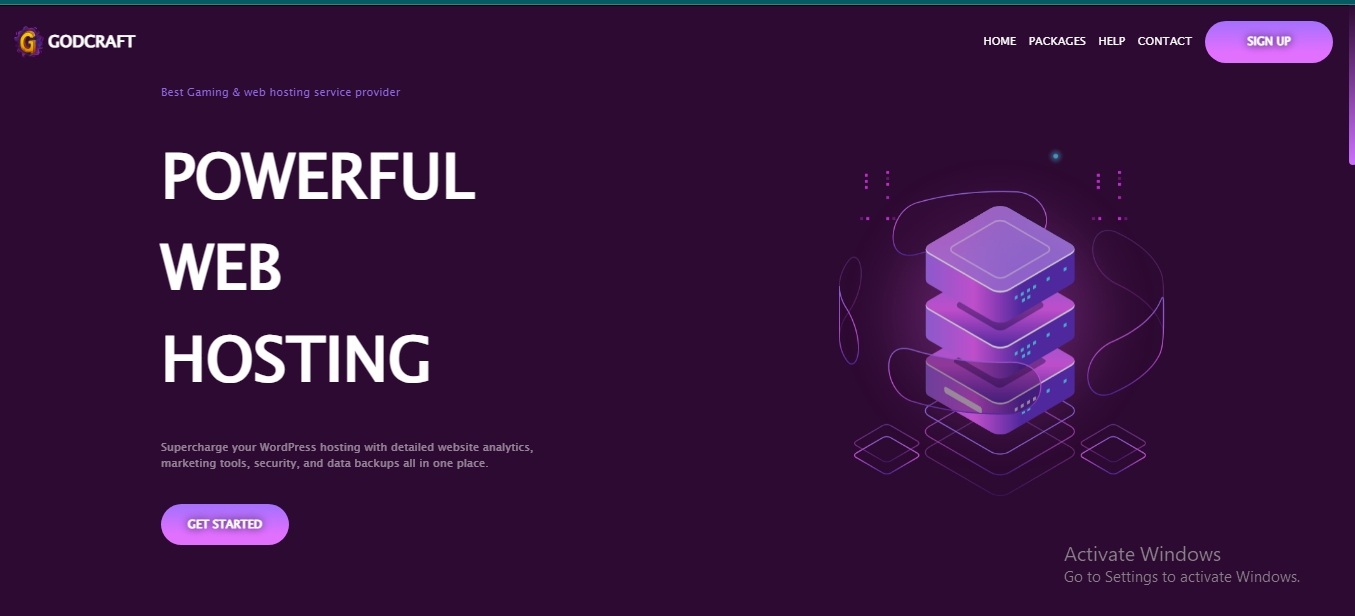 GODCRAFT
HOME PACKAGES HELP CONTACT SIGN UP
Best Gaming & web hosting service provider
POWERFUL
WEB
HOSTING
Supercharge your WordPress hosting with detailed website analytics,
marketing tools, security, and data backups all in one place.
GET STARTED
Activate Windows
Go to Settings to activate Windows.